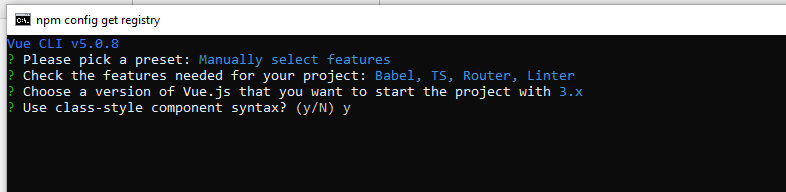 npm config get registry
Vue CLI v5.0.8
? Please pick a preset: Manually select features
? Check the features needed for your project: Babel, TS, Router, Linter
? Choose a version of Vue.js that you want to start the project with 3.x
? Use class-style component syntax? (y/N) y